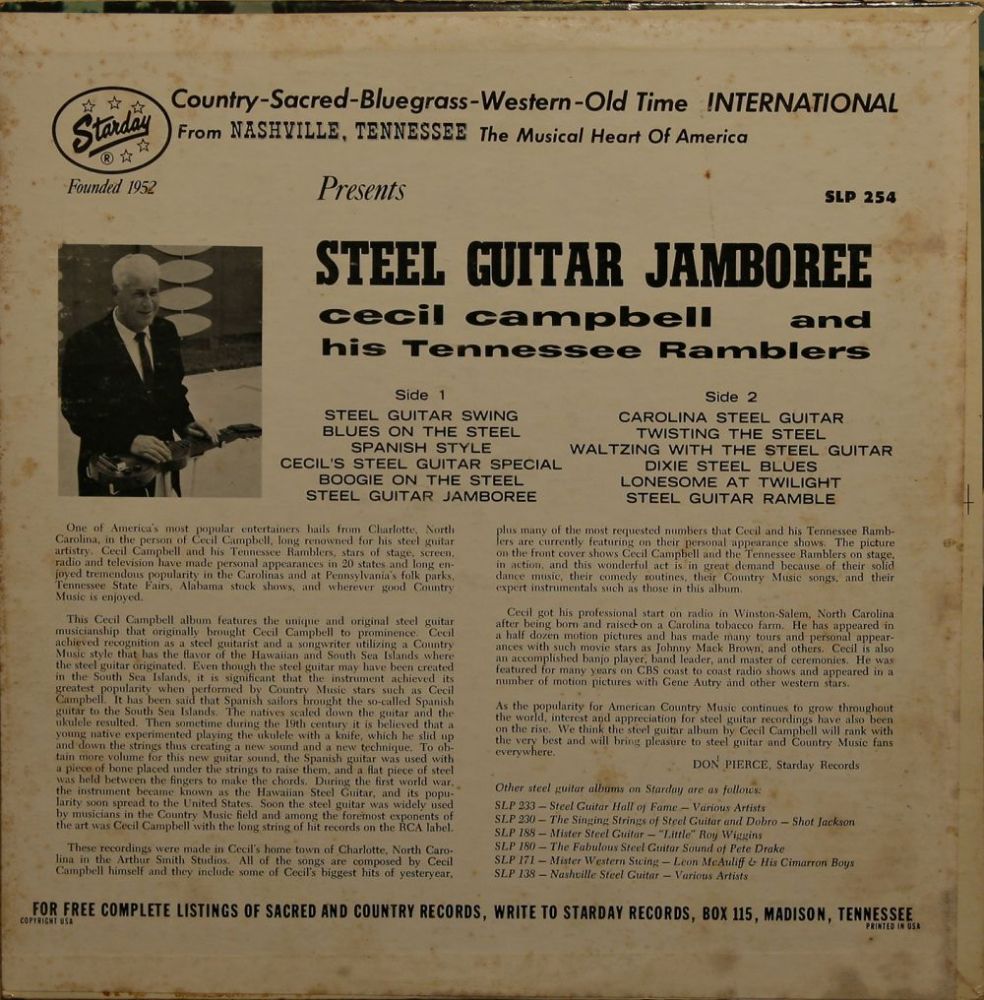 Country-Sacred-Bluegrass-Western-Old Time INTERNATIONAL
Starday
®
From NASHVILLE, TENNESSEE The Musical Heart Of America
Founded 1952
Presents
SLP 254
STEEL GUITAR JAMBOREE
cecil campbell and
his Tennessee Ramblers
Side 1
STEEL GUITAR SWING
BLUES ON THE STEEL
SPANISH STYLE
CECIL'S STEEL GUITAR SPECIAL
BOOGIE ON THE STEEL
STEEL GUITAR JAMBOREE
Side 2
CAROLINA STEEL GUITAR
TWISTING THE STEEL
WALTZING WITH THE STEEL GUITAR
DIXIE STEEL BLUES
LONESOME AT TWILIGHT
STEEL GUITAR RAMBLE
One of America's most popular entertainers hails from Charlotte, North
Carolina, in the person of Cecil Campbell, long renowned for his steel guitar
artistry. Cecil Campbell and his Tennessee Ramblers, stars of stage, screen,
radio and television have made personal appearances in 20 states and long en-
joyed tremendous popularity in the Carolinas and at Pennsylvania's folk parks,
Tennessee State Fairs, Alabama stock shows, and wherever good Country
Music is enjoyed.
This Cecil Campbell album features the unique and original steel guitar
musicianship that originally brought Cecil Campbell to prominence. Cecil
achieved recognition as a steel guitarist and a songwriter utilizing a Country
Music style that has the flavor of the Hawaiian and South Sea Islands where
the steel guitar originated. Even though the steel guitar may have been created
in the South Sea Islands, it is significant that the instrument achieved its
greatest popularity when performed by Country Music stars such as Cecil
Campbell. It has been said that Spanish sailors brought the so-called Spanish
guitar to the South Sea Islands. The natives scaled down the guitar and the
ukulele resulted. Then sometime during the 19th century it is believed that a
young native experimented playing the ukulele with a knife, which he slid up
and down the strings thus creating a new sound and a new technique. To ob-
tain more volume for this new guitar sound, the Spanish guitar was used with
a piece of bone placed under the strings to raise them, and a flat piece of steel
was held between the fingers to make the chords. During the first world war,
the instrument became known as the Hawaiian Steel Guitar, and its popu-
larity soon spread to the United States. Soon the steel guitar was widely used
by musicians in the Country Music field and among the foremost exponents of
the art was Cecil Campbell with the long string of hit records on the RCA label.
These recordings were made in Cecil's home town of Charlotte, North Caro-
lina in the Arthur Smith Studios. All of the songs are composed by Cecil
Campbell himself and they include some of Cecil's biggest hits of yesteryear,
plus many of the most requested numbers that Cecil and his Tennessee Ramb-
lers are currently featuring on their personal appearance shows. The picture
on the front cover shows Cecil Campbell and the Tennessee Ramblers on stage,
in action, and this wonderful act is in great demand because of their solid
dance music, their comedy routines, their Country Music songs, and their
expert instrumentals such as those in this album.
Cecil got his professional start on radio in Winston-Salem, North Carolina
after being born and raised on a Carolina tobacco farm. He has appeared in
a half dozen motion pictures and has made many tours and personal appear-
ances with such movie stars as Johnny Mack Brown, and others. Cecil is also
an accomplished banjo player, band leader, and master of ceremonies. He was
featured for many years on CBS coast to coast radio shows and appeared in a
number of motion pictures with Gene Autry and other western stars.
As the popularity for American Country Music continues to grow throughout
the world, interest and appreciation for steel guitar recordings have also been
on the rise. We think the steel guitar album by Cecil Campbell will rank with
the very best and will bring pleasure to steel guitar and Country Music fans
everywhere.
DON PIERCE, Starday Records
Other steel guitar albums on Starday are as follows:
SLP 233 — Steel Guitar Hall of Fame — Various Artists
SLP 230 — The Singing Strings of Steel Guitar and Dobro — Shot Jackson
SLP 188 — Mister Steel Guitar — "Little" Roy Wiggins
SLP 180 — The Fabulous Steel Guitar Sound of Pete Drake
SLP 171 — Mister Western Swing — Leon McAuliff & His Cimarron Boys
SLP 138 — Nashville Steel Guitar — Various Artists
FOR FREE COMPLETE LISTINGS OF SACRED AND COUNTRY RECORDS, WRITE TO STARDAY RECORDS, BOX 115, MADISON, TENNESSEE
COPYRIGHT USA
PRINTED IN USA